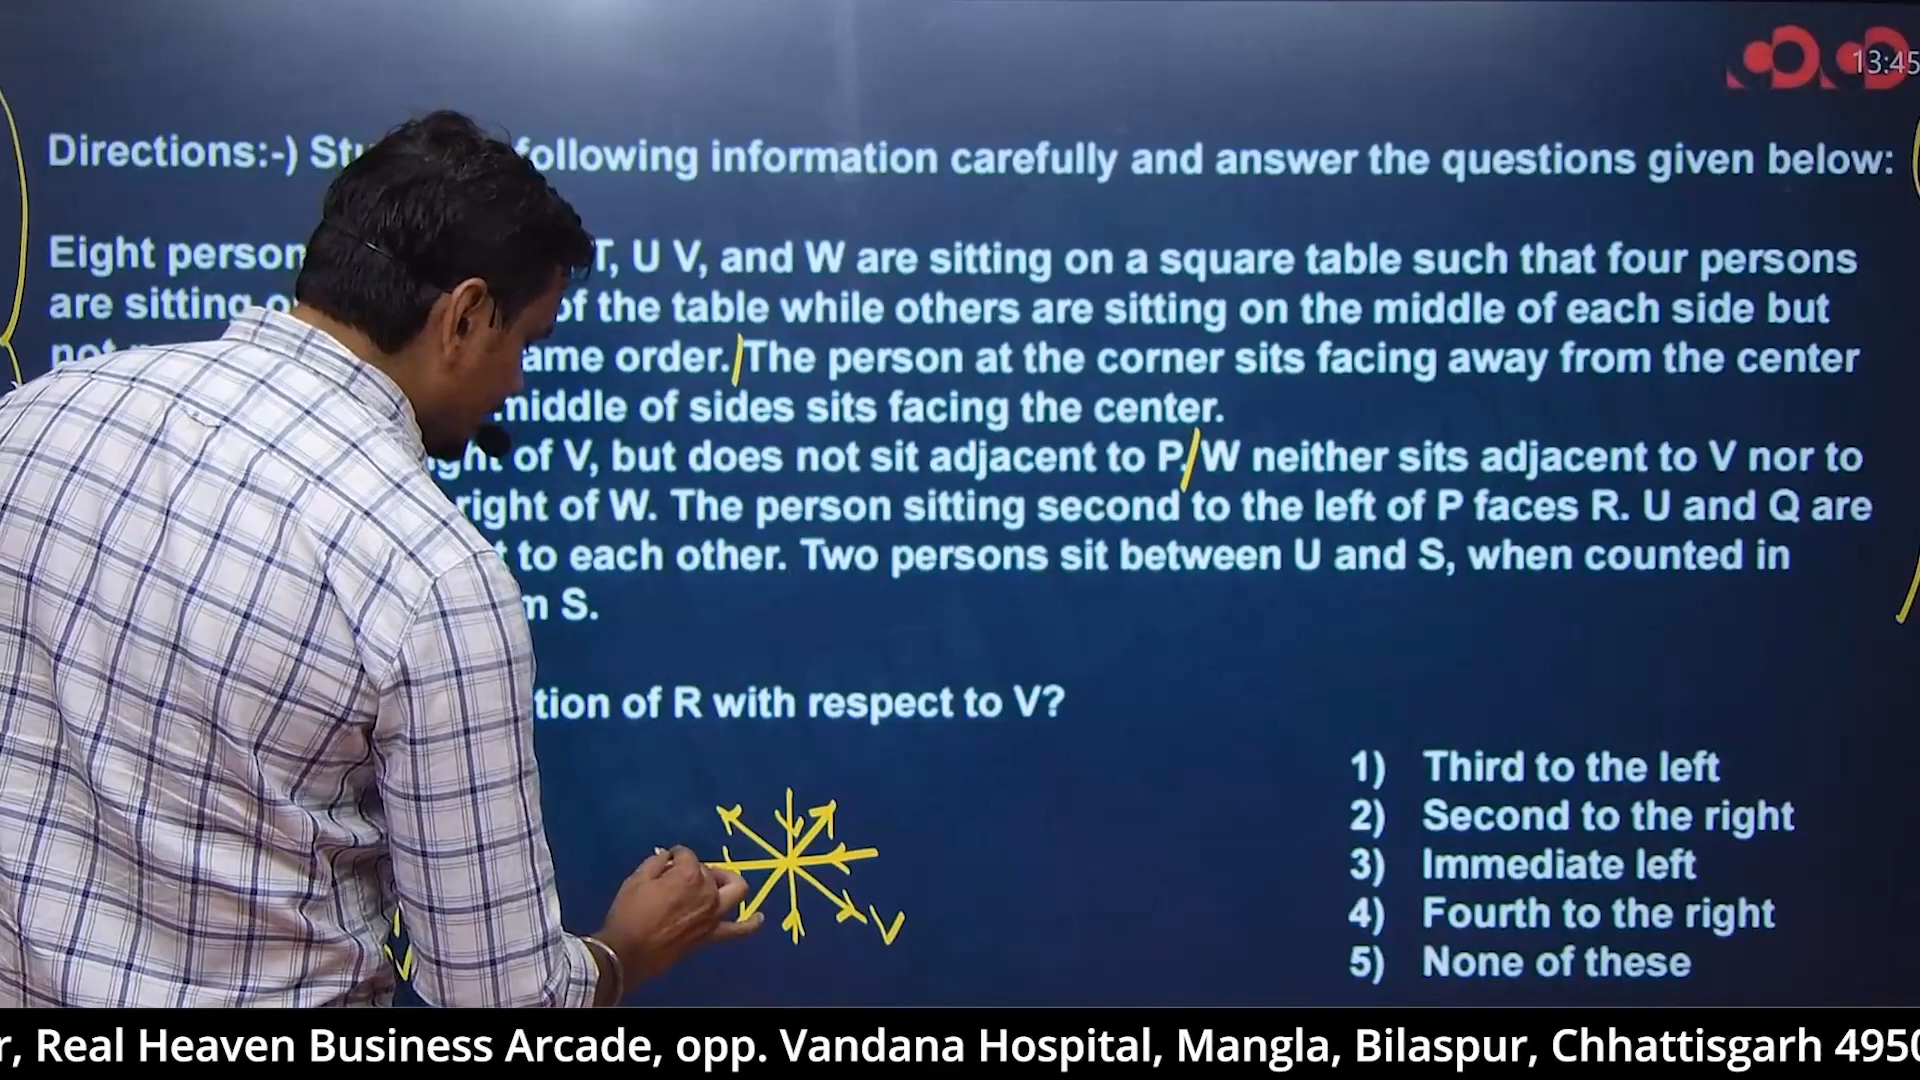 13:45
Directions:-) following information carefully and answer the questions given below:
Eight person T, U V, and W are sitting on a square table such that four persons
are sitting of the table while others are sitting on the middle of each side but
ame order. The person at the corner sits facing away from the center
middle of sides sits facing the center.
of V, but does not sit adjacent to P. W neither sits adjacent to V nor to
right of W. The person sitting second to the left of P faces R. U and Q are
to each other. Two persons sit between U and S, when counted in
S.
tion of R with respect to V?
1) Third to the left
2) Second to the right
3) Immediate left
4) Fourth to the right
5) None of these
V
r, Real Heaven Business Arcade, opp. Vandana Hospital, Mangla, Bilaspur, Chhattisgarh 4950